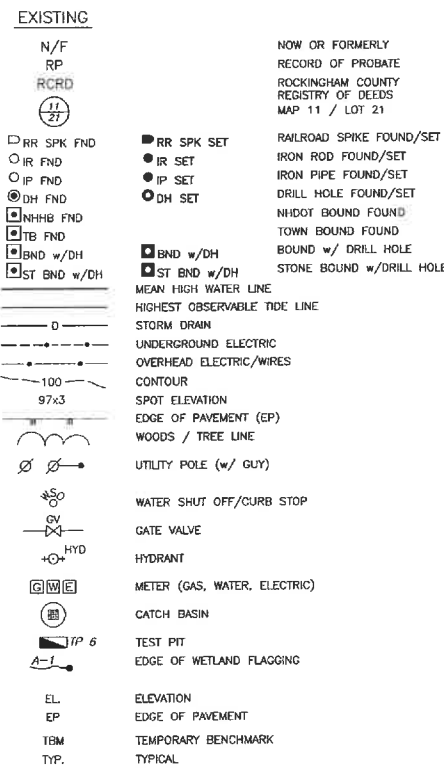 EXISTING
N/F NOW OR FORMERLY
RP RECORD OF PROBATE
RCRD ROCKINGHAM COUNTY
REGISTRY OF DEEDS
11
21 MAP 11 / LOT 21
RR SPK FND RR SPK SET RAILROAD SPIKE FOUND/SET
IR FND IR SET IRON ROD FOUND/SET
IP FND IP SET IRON PIPE FOUND/SET
DH FND DH SET DRILL HOLE FOUND/SET
NHHB FND NHDOT BOUND FOUND
TB FND TOWN BOUND FOUND
BND w/DH BND w/DH BOUND w/ DRILL HOLE
ST BND w/DH ST BND w/DH STONE BOUND w/DRILL HOLE
MEAN HIGH WATER LINE
HIGHEST OBSERVABLE TIDE LINE
D STORM DRAIN
UNDERGROUND ELECTRIC
OVERHEAD ELECTRIC/WIRES
100 CONTOUR
97x3 SPOT ELEVATION
EDGE OF PAVEMENT (EP)
WOODS / TREE LINE
UTILITY POLE (w/ GUY)
WSO WATER SHUT OFF/CURB STOP
GV GATE VALVE
HYD HYDRANT
G W E METER (GAS, WATER, ELECTRIC)
CATCH BASIN
TP 6 TEST PIT
A-1 EDGE OF WETLAND FLAGGING
EL. ELEVATION
EP EDGE OF PAVEMENT
TBM TEMPORARY BENCHMARK
TYP. TYPICAL